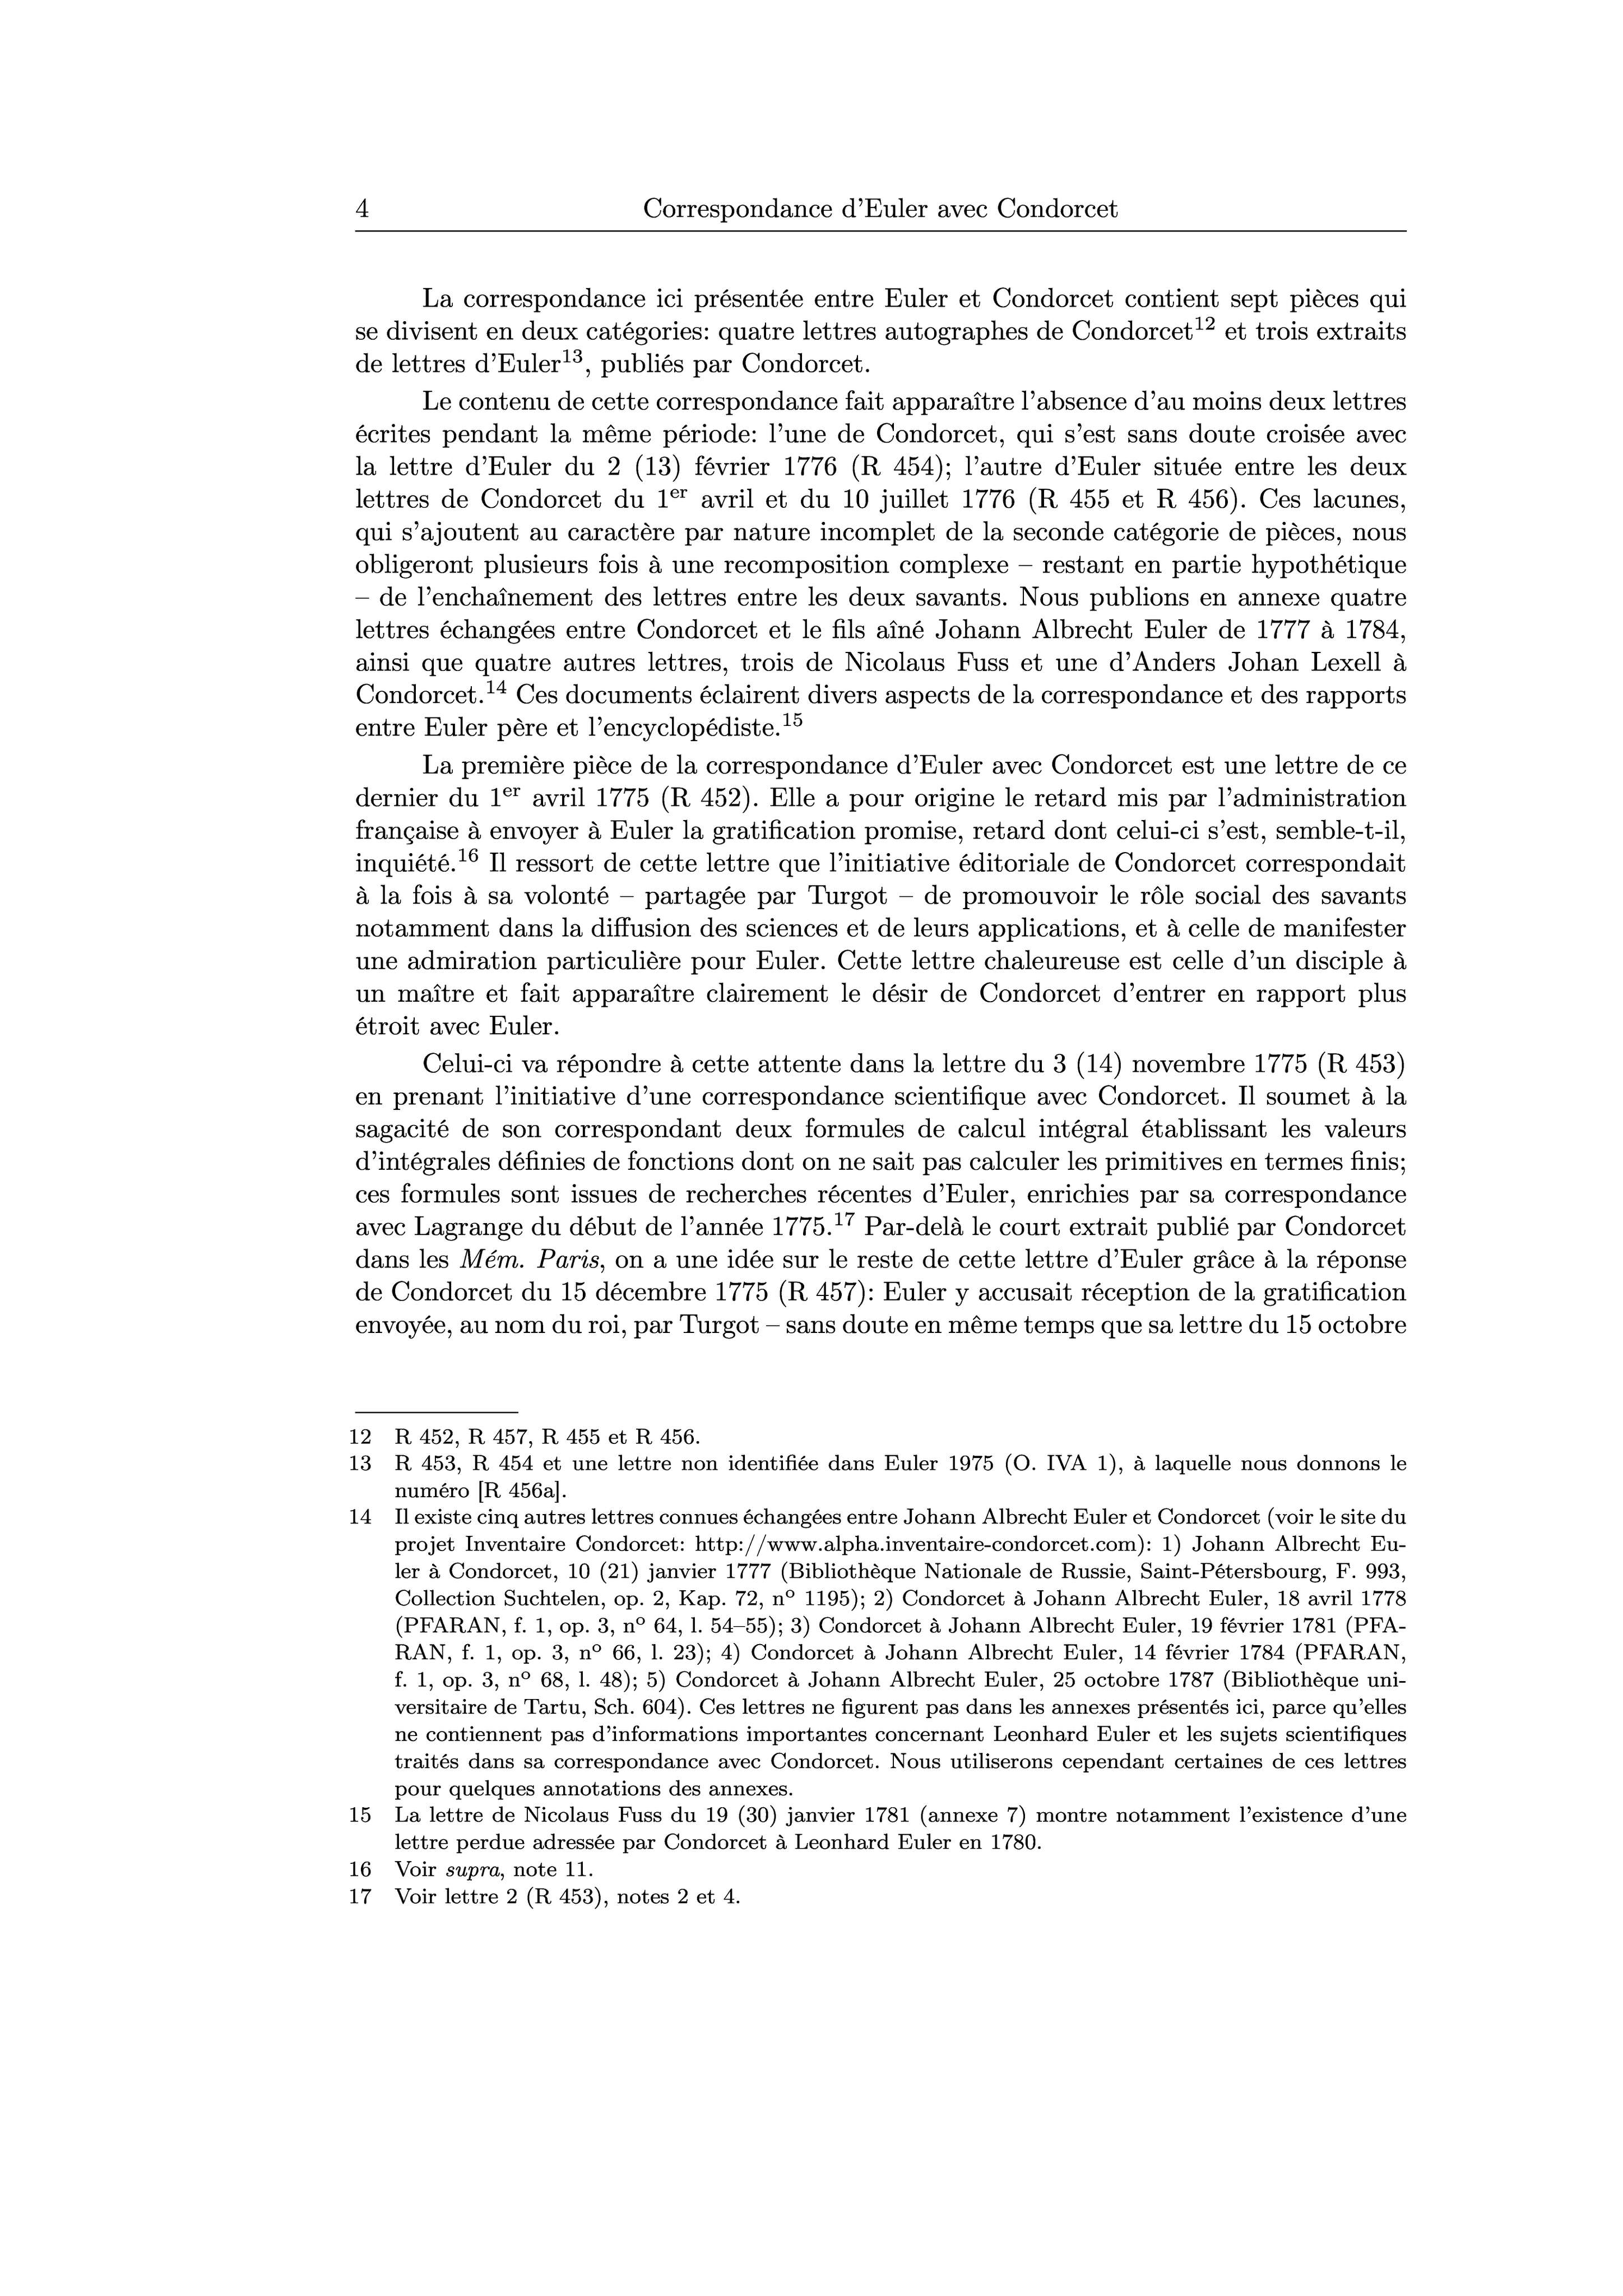 4 Correspondance d'Euler avec Condorcet
La correspondance ici présentée entre Euler et Condorcet contient sept pièces qui
se divisent en deux catégories: quatre lettres autographes de Condorcet12 et trois extraits
de lettres d'Euler13, publiés par Condorcet.
Le contenu de cette correspondance fait apparaître l'absence d'au moins deux lettres
écrites pendant la même période: l'une de Condorcet, qui s'est sans doute croisée avec
la lettre d'Euler du 2 (13) février 1776 (R 454); l'autre d'Euler située entre les deux
lettres de Condorcet du 1er avril et du 10 juillet 1776 (R 455 et R 456). Ces lacunes,
qui s'ajoutent au caractère par nature incomplet de la seconde catégorie de pièces, nous
obligeront plusieurs fois à une recomposition complexe – restant en partie hypothétique
– de l'enchaînement des lettres entre les deux savants. Nous publions en annexe quatre
lettres échangées entre Condorcet et le fils aîné Johann Albrecht Euler de 1777 à 1784,
ainsi que quatre autres lettres, trois de Nicolaus Fuss et une d'Anders Johan Lexell à
Condorcet.14 Ces documents éclairent divers aspects de la correspondance et des rapports
entre Euler père et l'encyclopédiste.15
La première pièce de la correspondance d'Euler avec Condorcet est une lettre de ce
dernier du 1er avril 1775 (R 452). Elle a pour origine le retard mis par l'administration
française à envoyer à Euler la gratification promise, retard dont celui-ci s'est, semble-t-il,
inquiété.16 Il ressort de cette lettre que l'initiative éditoriale de Condorcet correspondait
à la fois à sa volonté – partagée par Turgot – de promouvoir le rôle social des savants
notamment dans la diffusion des sciences et de leurs applications, et à celle de manifester
une admiration particulière pour Euler. Cette lettre chaleureuse est celle d'un disciple à
un maître et fait apparaître clairement le désir de Condorcet d'entrer en rapport plus
étroit avec Euler.
Celui-ci va répondre à cette attente dans la lettre du 3 (14) novembre 1775 (R 453)
en prenant l'initiative d'une correspondance scientifique avec Condorcet. Il soumet à la
sagacité de son correspondant deux formules de calcul intégral établissant les valeurs
d'intégrales définies de fonctions dont on ne sait pas calculer les primitives en termes finis;
ces formules sont issues de recherches récentes d'Euler, enrichies par sa correspondance
avec Lagrange du début de l'année 1775.17 Par-delà le court extrait publié par Condorcet
dans les Mém. Paris, on a une idée sur le reste de cette lettre d'Euler grâce à la réponse
de Condorcet du 15 décembre 1775 (R 457): Euler y accusait réception de la gratification
envoyée, au nom du roi, par Turgot – sans doute en même temps que sa lettre du 15 octobre
12 R 452, R 457, R 455 et R 456.
13 R 453, R 454 et une lettre non identifiée dans Euler 1975 (O. IVA 1), à laquelle nous donnons le
numéro [R 456a].
14 Il existe cinq autres lettres connues échangées entre Johann Albrecht Euler et Condorcet (voir le site du
projet Inventaire Condorcet: http://www.alpha.inventaire-condorcet.com): 1) Johann Albrecht Eu-
ler à Condorcet, 10 (21) janvier 1777 (Bibliothèque Nationale de Russie, Saint-Pétersbourg, F. 993,
Collection Suchtelen, op. 2, Kap. 72, no 1195); 2) Condorcet à Johann Albrecht Euler, 18 avril 1778
(PFARAN, f. 1, op. 3, no 64, l. 54–55); 3) Condorcet à Johann Albrecht Euler, 19 février 1781 (PFA-
RAN, f. 1, op. 3, no 66, l. 23); 4) Condorcet à Johann Albrecht Euler, 14 février 1784 (PFARAN,
f. 1, op. 3, no 68, l. 48); 5) Condorcet à Johann Albrecht Euler, 25 octobre 1787 (Bibliothèque uni-
versitaire de Tartu, Sch. 604). Ces lettres ne figurent pas dans les annexes présentés ici, parce qu'elles
ne contiennent pas d'informations importantes concernant Leonhard Euler et les sujets scientifiques
traités dans sa correspondance avec Condorcet. Nous utiliserons cependant certaines de ces lettres
pour quelques annotations des annexes.
15 La lettre de Nicolaus Fuss du 19 (30) janvier 1781 (annexe 7) montre notamment l'existence d'une
lettre perdue adressée par Condorcet à Leonhard Euler en 1780.
16 Voir supra, note 11.
17 Voir lettre 2 (R 453), notes 2 et 4.